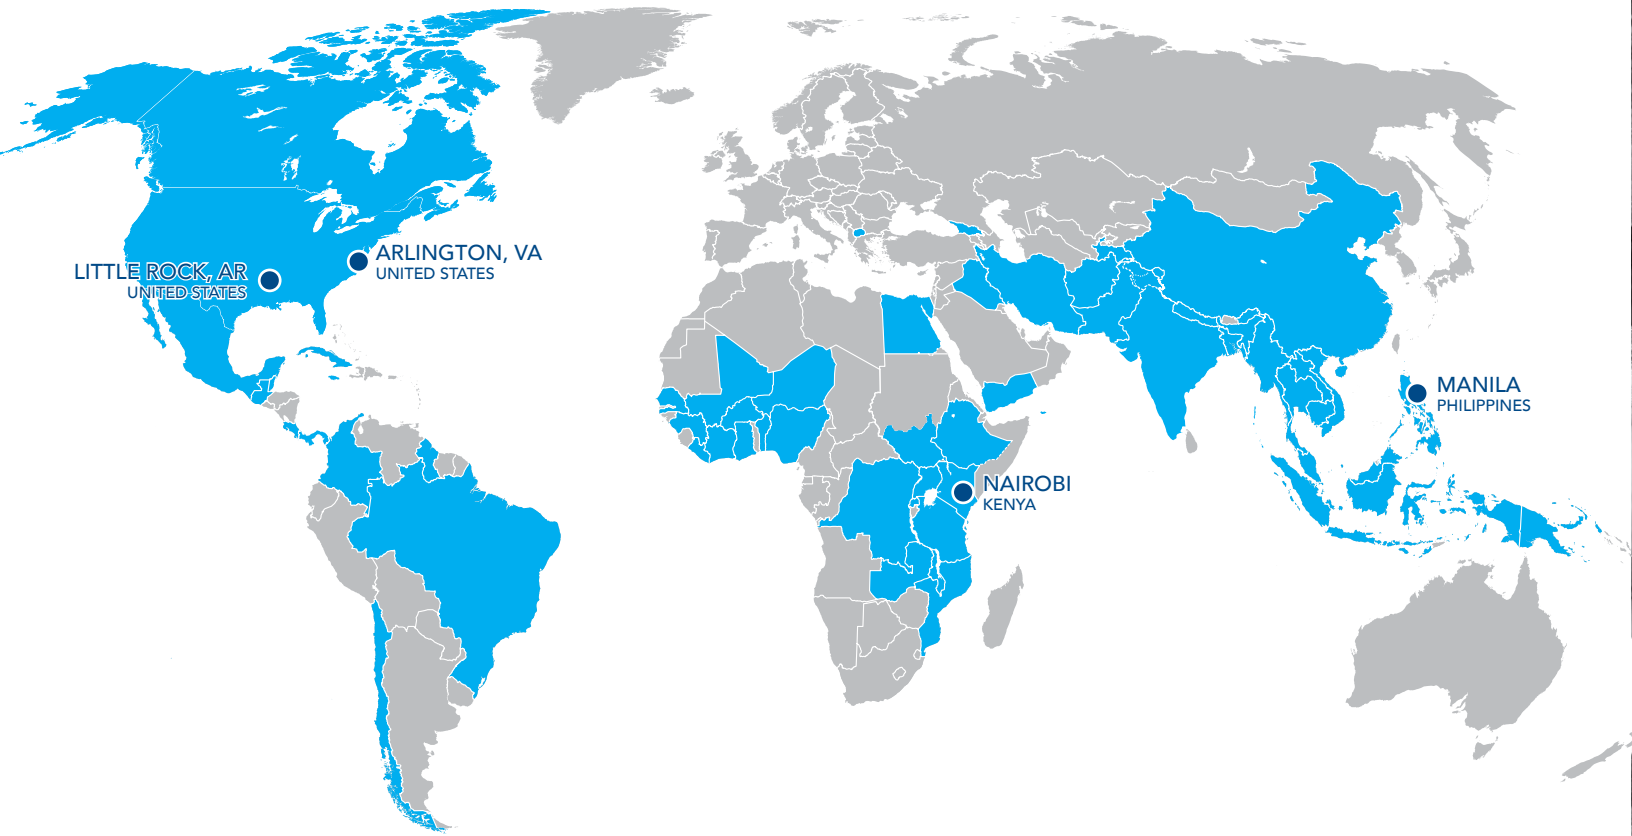 ARLINGTON, VA
UNITED STATES
LITTLE ROCK, AR
UNITED STATES
MANILA
PHILIPPINES
NAIROBI
KENYA